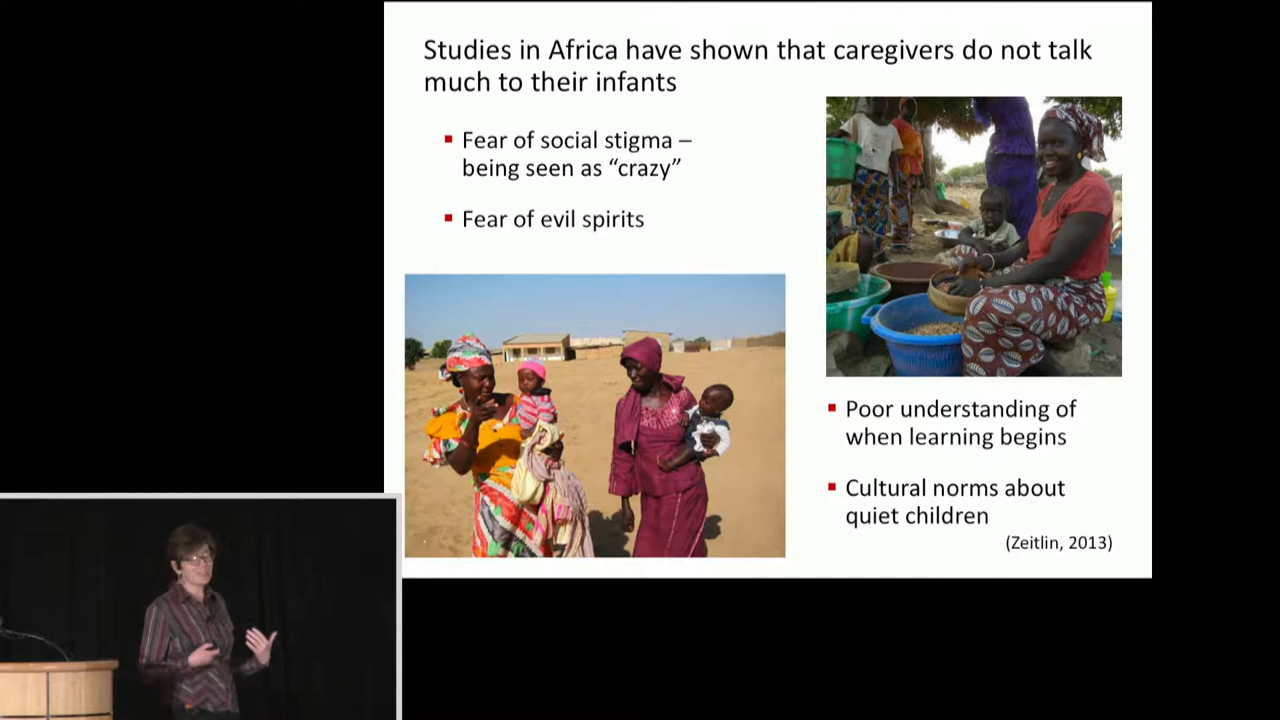 Studies in Africa have shown that caregivers do not talk
much to their infants
Fear of social stigma –
being seen as “crazy”
Fear of evil spirits
Poor understanding of
when learning begins
Cultural norms about
quiet children
(Zeitlin, 2013)